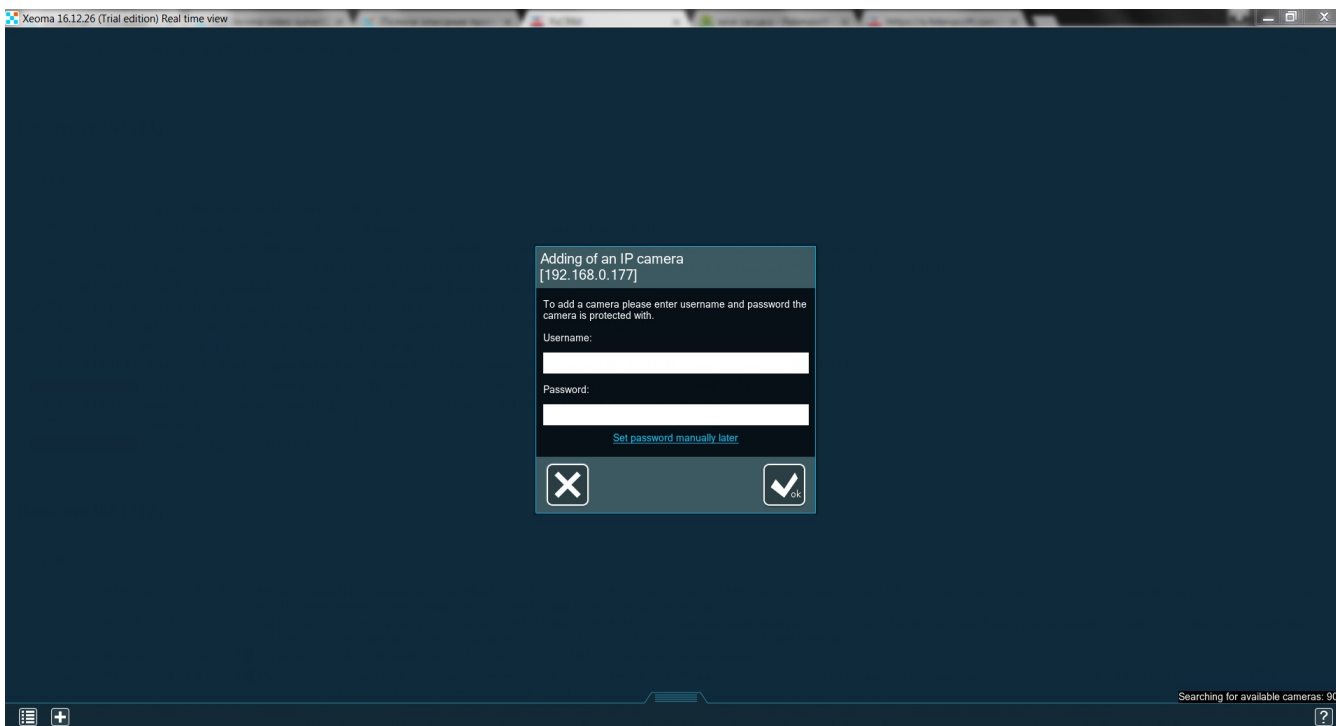 Xeoma 16.12.26 (Trial edition) Real time view
Adding of an IP camera
[192.168.0.177]
To add a camera please enter username and password the
camera is protected with.
Username:
Password:
Set password manually later
ok
Searching for available cameras: 90
?